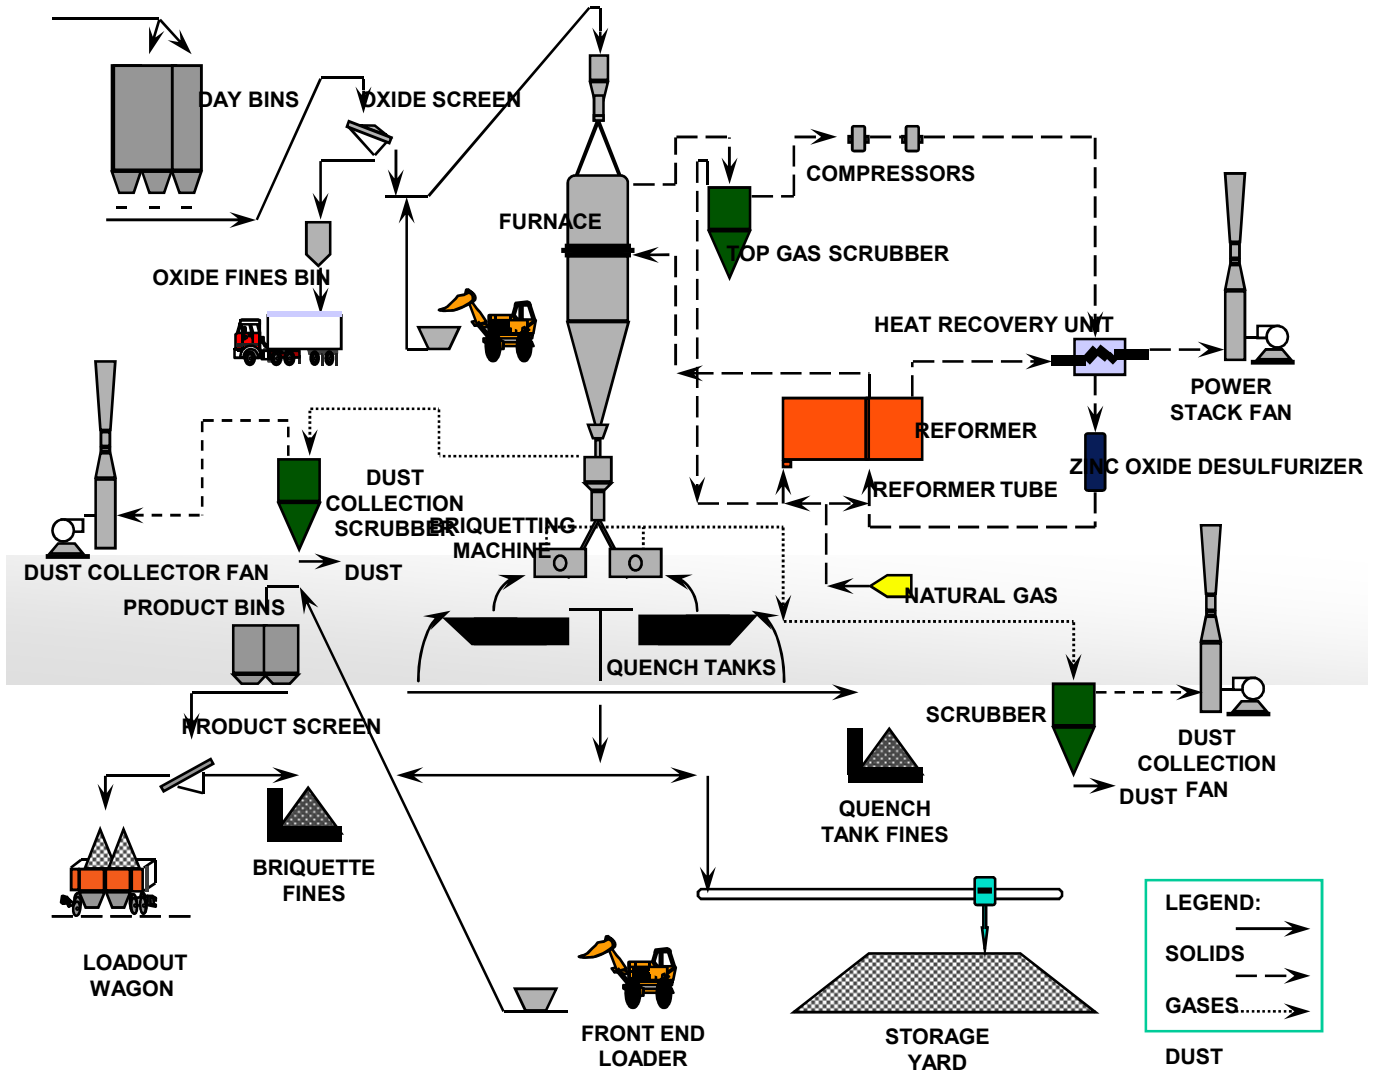 DAY BINS
OXIDE SCREEN
COMPRESSORS
FURNACE
TOP GAS SCRUBBER
OXIDE FINES BIN
HEAT RECOVERY UNIT
POWER
STACK FAN
REFORMER
ZINC OXIDE DESULFURIZER
REFORMER TUBE
DUST
COLLECTION
SCRUBBER
BRIQUETTING
MACHINE
DUST COLLECTOR FAN
DUST
NATURAL GAS
PRODUCT BINS
QUENCH TANKS
PRODUCT SCREEN
SCRUBBER
DUST
COLLECTION
FAN
DUST
QUENCH
TANK FINES
BRIQUETTE
FINES
LOADOUT
WAGON
FRONT END
LOADER
STORAGE
YARD
LEGEND:
SOLIDS
GASES
DUST